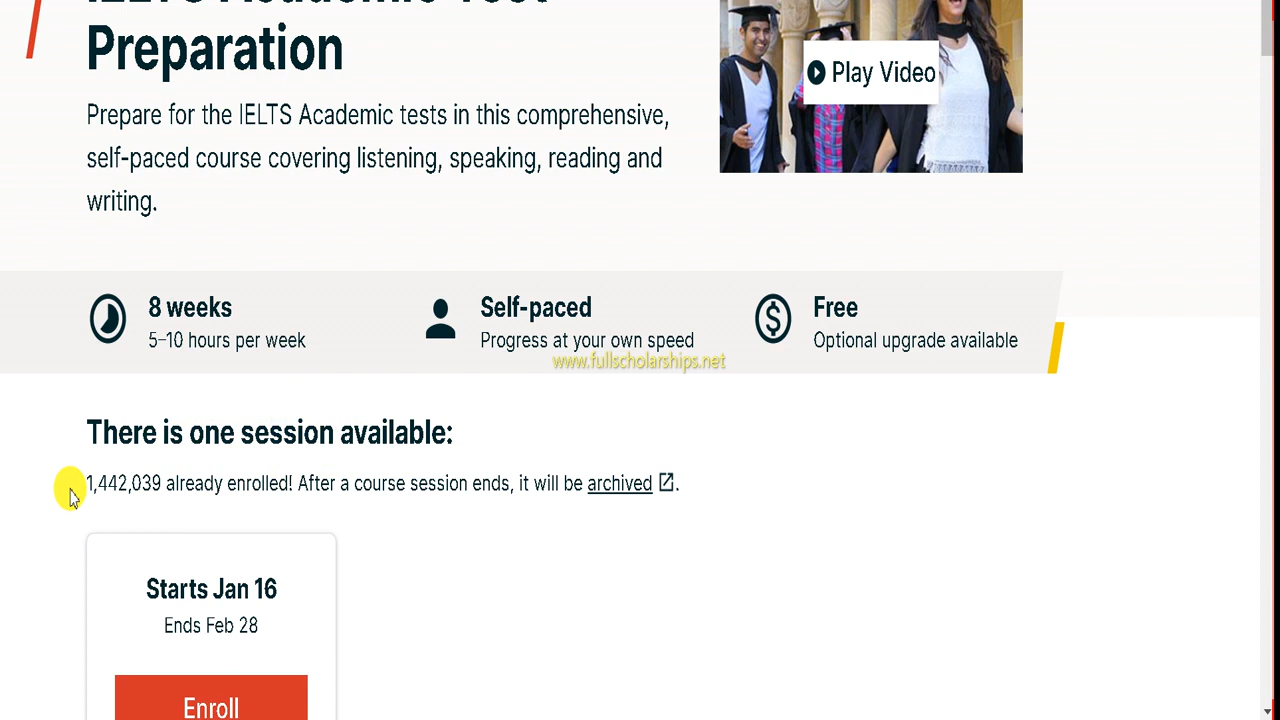 IELTS Academic Test
Preparation
Prepare for the IELTS Academic tests in this comprehensive,
self-paced course covering listening, speaking, reading and
writing.
Play Video
8 weeks
5–10 hours per week
Self-paced
Progress at your own speed
Free
Optional upgrade available
www.fullscholarships.net
There is one session available:
1,442,039 already enrolled! After a course session ends, it will be archived.
Starts Jan 16
Ends Feb 28
Enroll